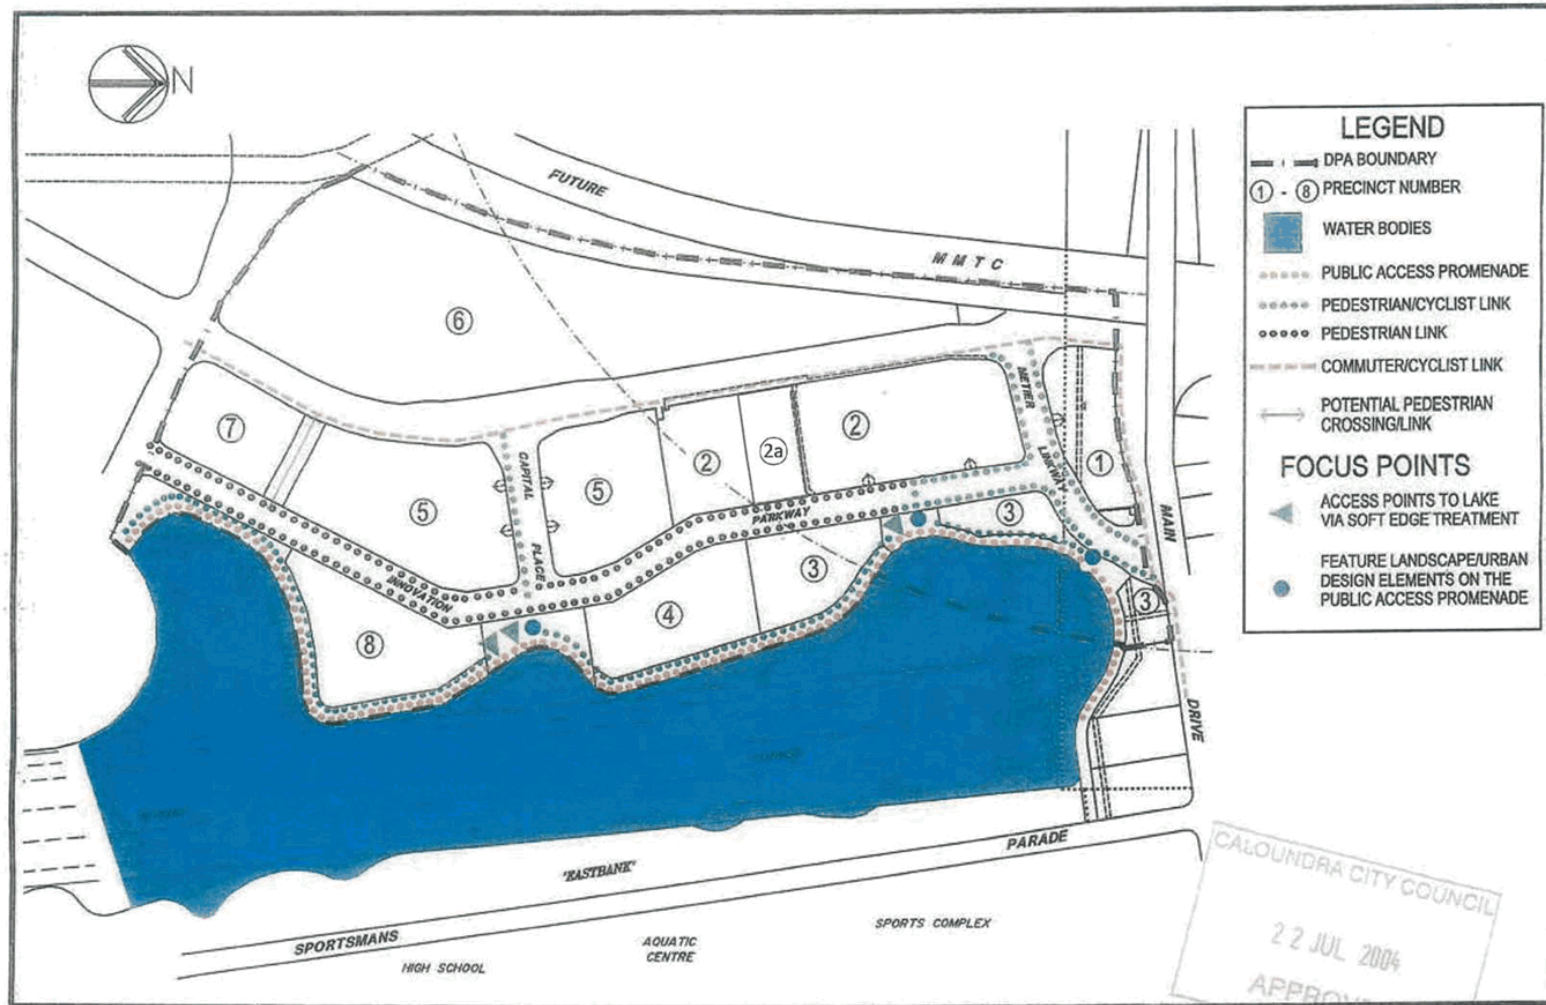 N
LEGEND
DPA BOUNDARY
① - ⑧ PRECINCT NUMBER
WATER BODIES
PUBLIC ACCESS PROMENADE
PEDESTRIAN/CYCLIST LINK
PEDESTRIAN LINK
COMMUTER/CYCLIST LINK
POTENTIAL PEDESTRIAN
CROSSING/LINK
FOCUS POINTS
ACCESS POINTS TO LAKE
VIA SOFT EDGE TREATMENT
FEATURE LANDSCAPE/URBAN
DESIGN ELEMENTS ON THE
PUBLIC ACCESS PROMENADE
FUTURE
M M T C
6
7
5
CAPITAL
PLACE
5
2
2a
2
METIER
LINKWAY
1
MAIN
DRIVE
PARKWAY
INNOVATION
3
3
3
4
8
'EASTBANK'
SPORTSMANS
PARADE
HIGH SCHOOL
AQUATIC
CENTRE
SPORTS COMPLEX
CALOUNDRA CITY COUNCIL
22 JUL 2004